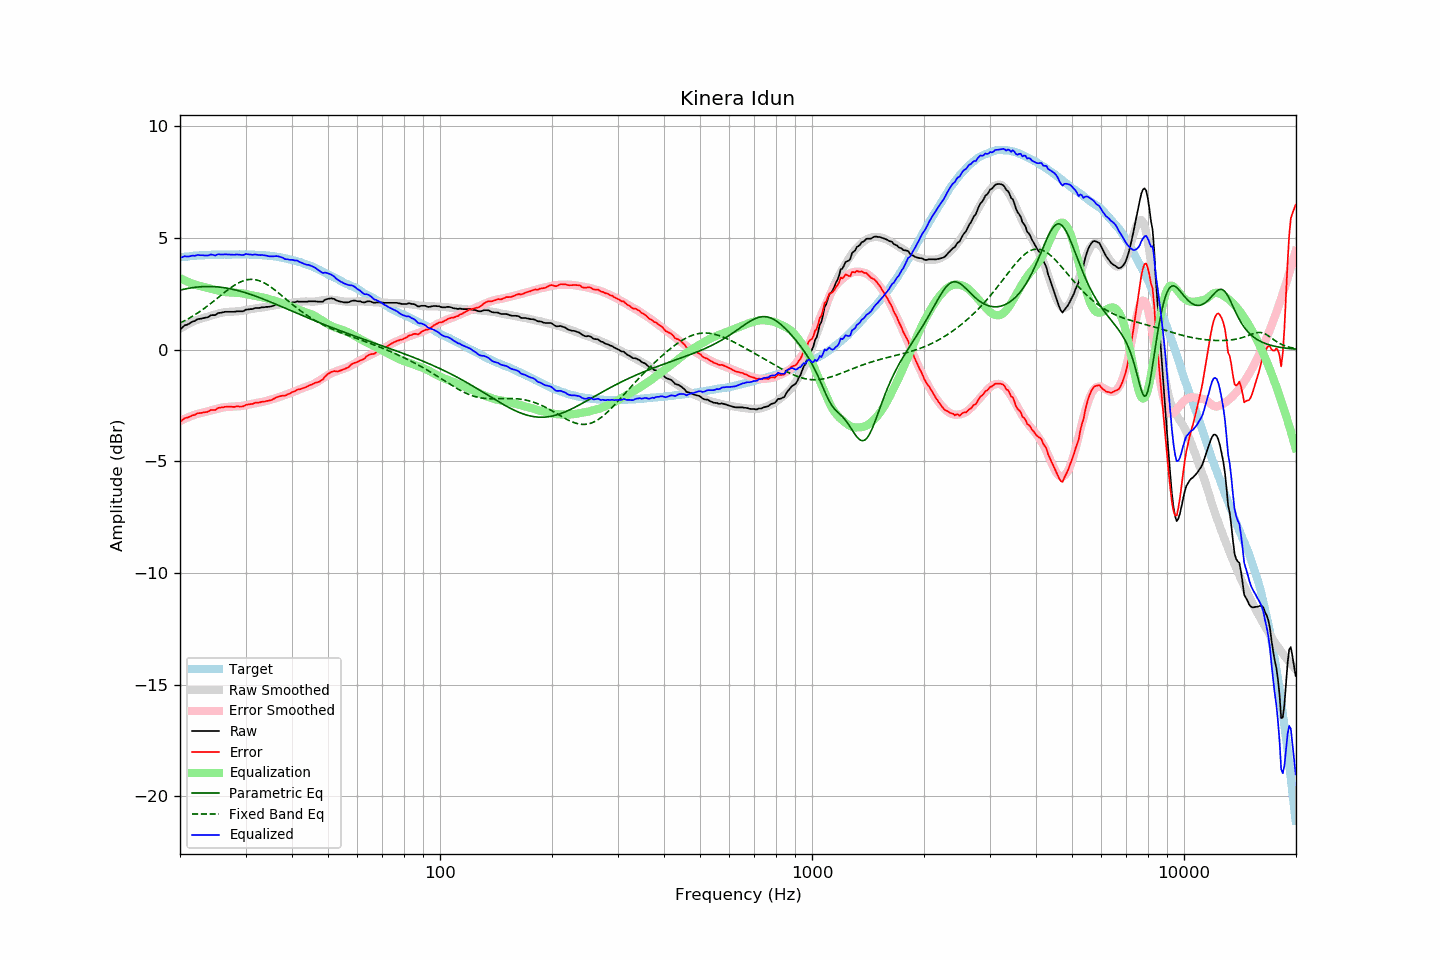 Kinera Idun
10
5
0
−5
−10
−15
−20
Amplitude (dBr)
100
1000
10000
Frequency (Hz)
Target
Raw Smoothed
Error Smoothed
Raw
Error
Equalization
Parametric Eq
Fixed Band Eq
Equalized